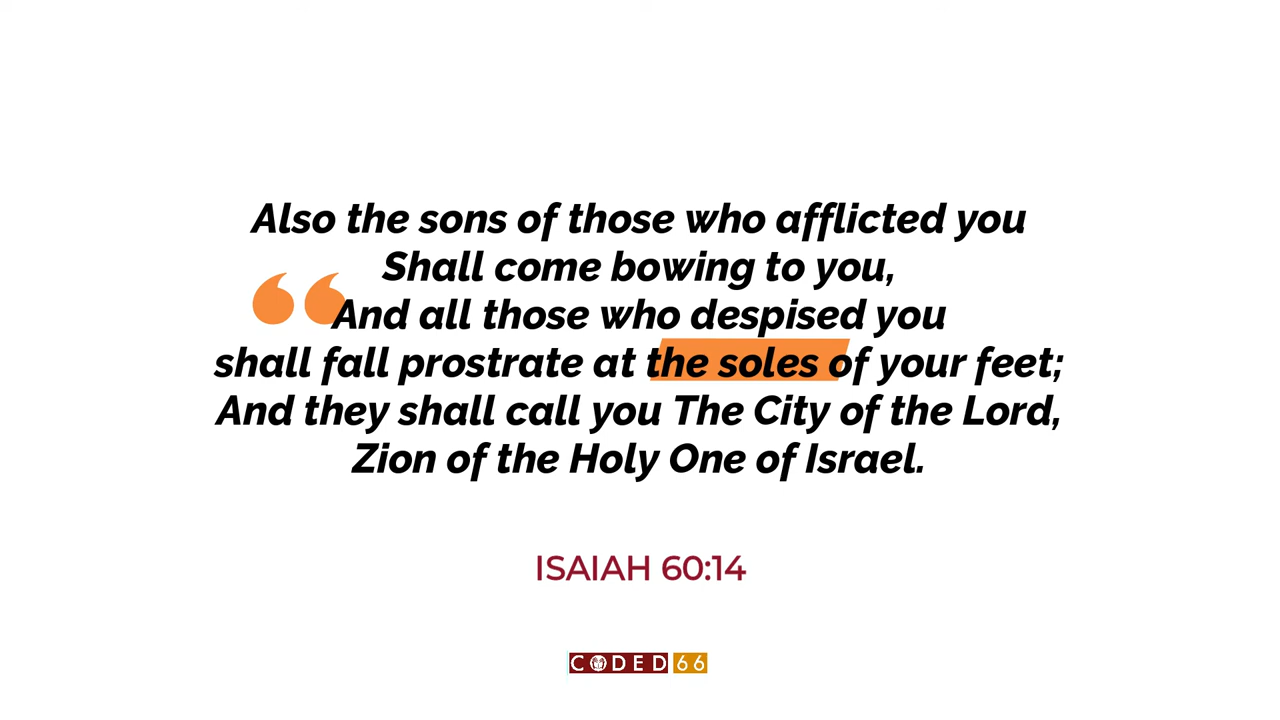 Also the sons of those who afflicted you
Shall come bowing to you,
And all those who despised you
shall fall prostrate at the soles of your feet;
And they shall call you The City of the Lord,
Zion of the Holy One of Israel.
ISAIAH 60:14
CODED 66